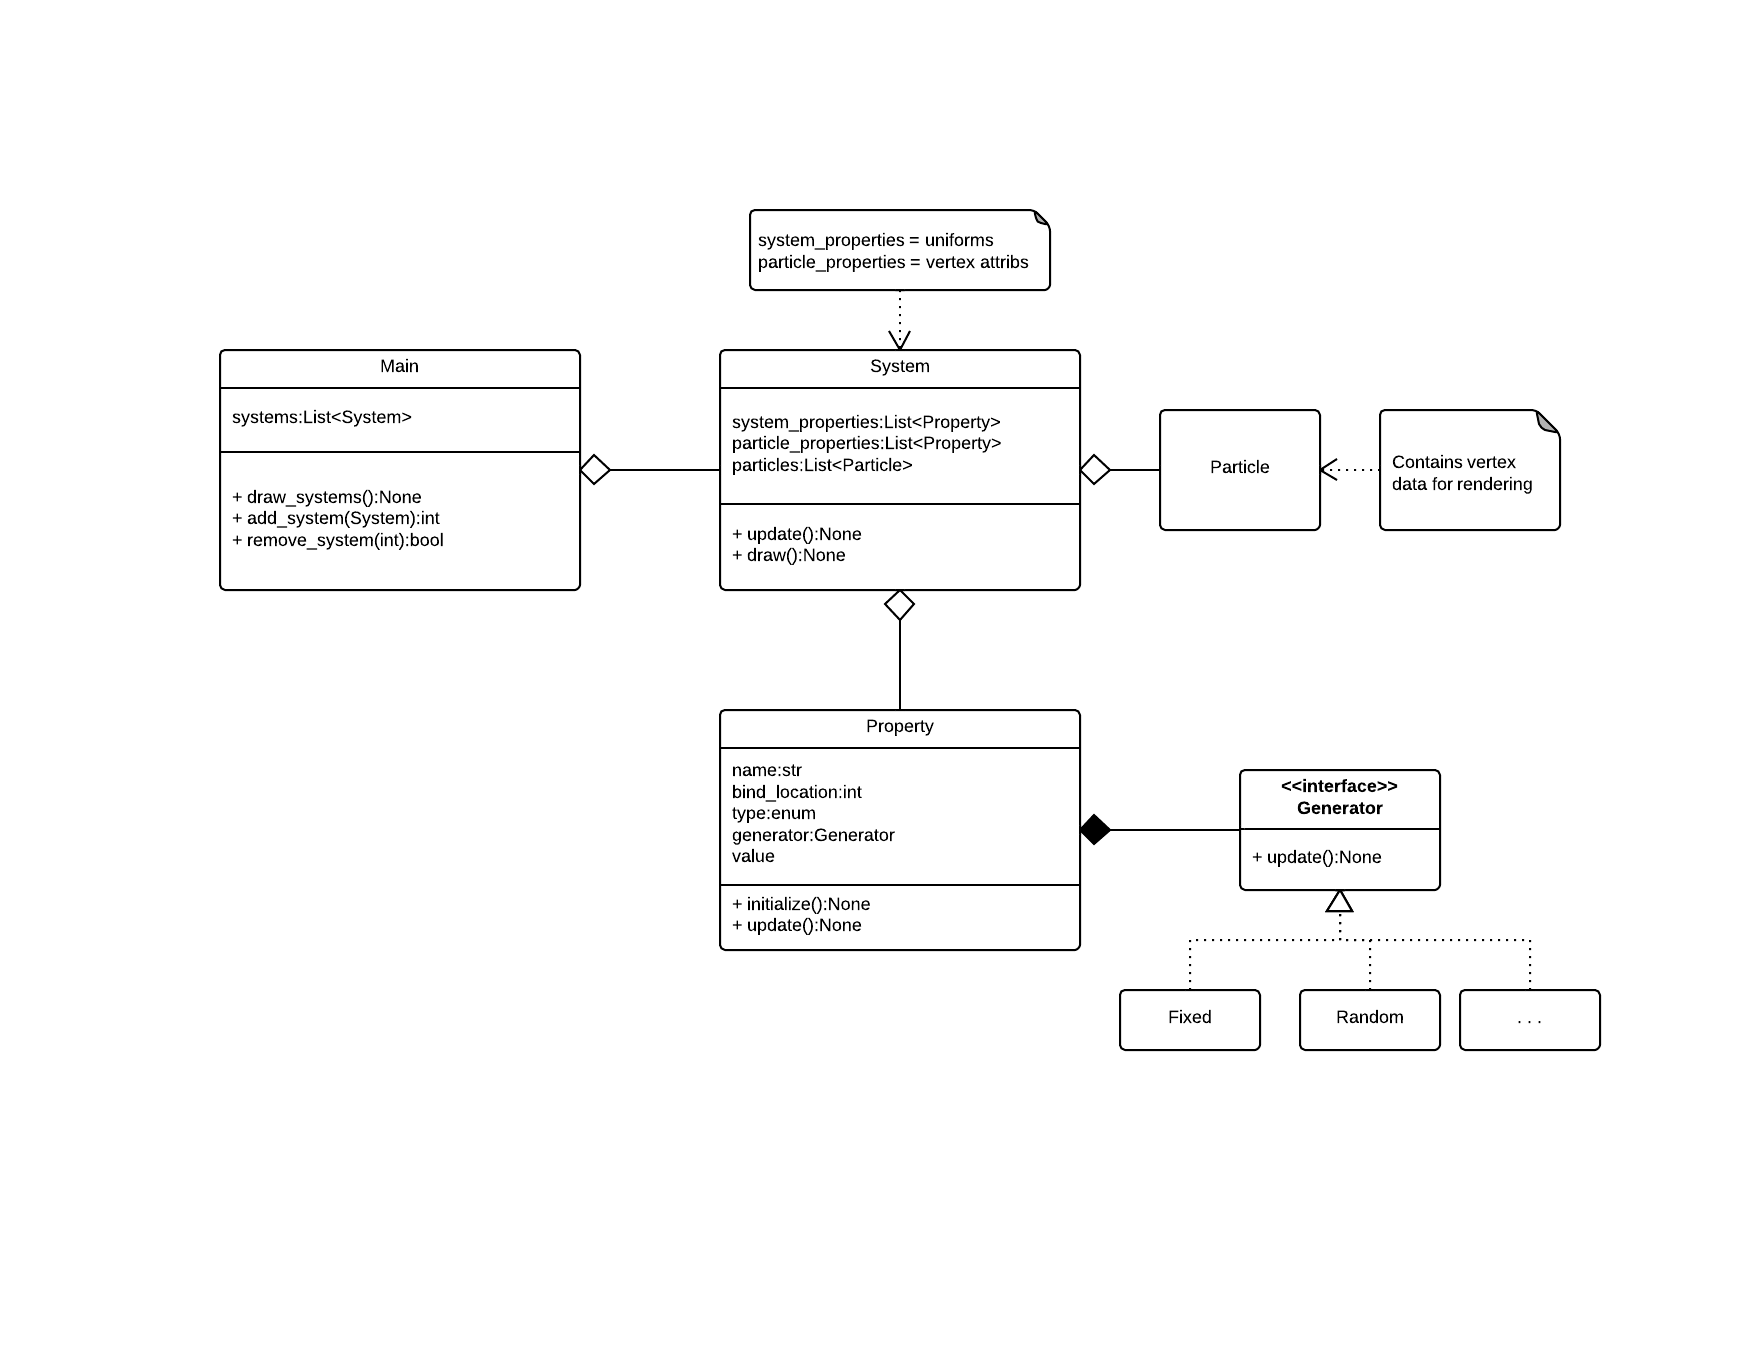 system_properties = uniforms
particle_properties = vertex attribs
Main
systems:List<System>
+ draw_systems():None
+ add_system(System):int
+ remove_system(int):bool
System
system_properties:List<Property>
particle_properties:List<Property>
particles:List<Particle>
+ update():None
+ draw():None
Particle
Contains vertex
data for rendering
Property
name:str
bind_location:int
type:enum
generator:Generator
value
+ initialize():None
+ update():None
<<interface>>
Generator
+ update():None
Fixed
Random
. . .